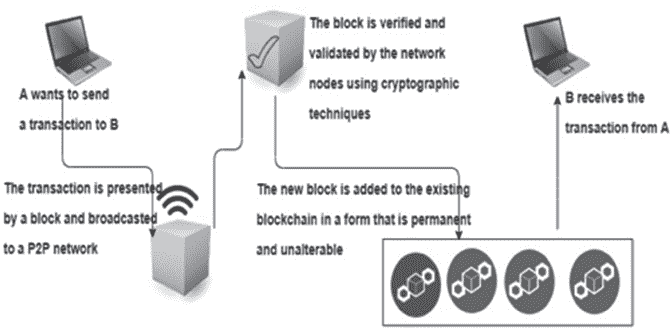 A wants to send
a transaction to B
The transaction is presented
by a block and broadcasted
to a P2P network
The block is verified and
validated by the network
nodes using cryptographic
techniques
The new block is added to the existing
blockchain in a form that is permanent
and unalterable
B receives the
transaction from A